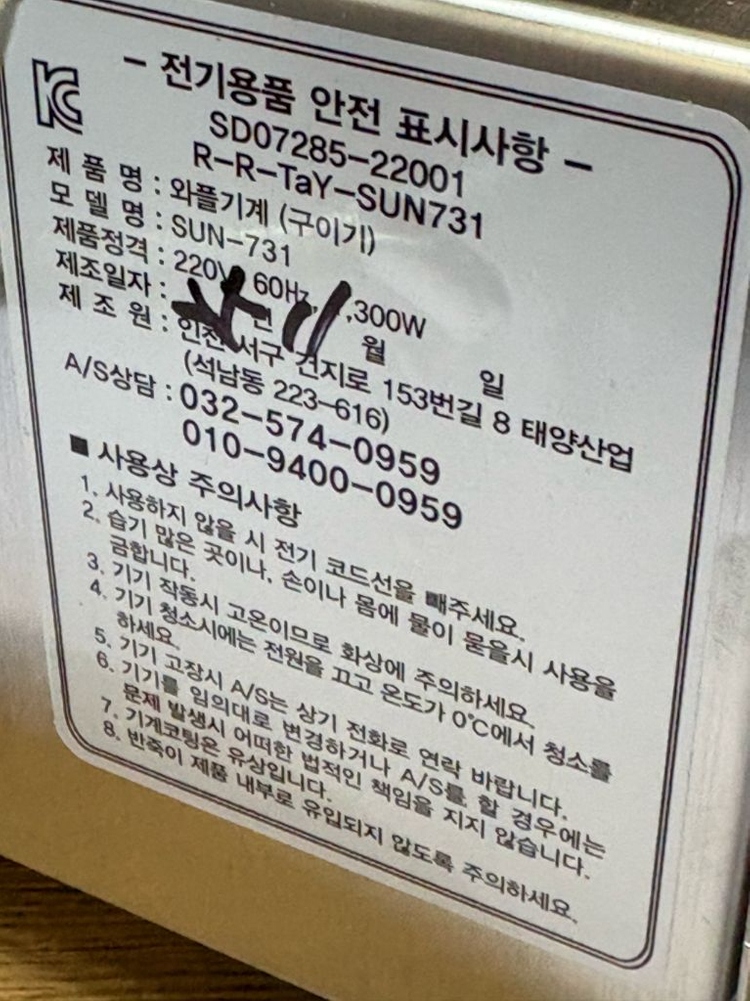 KC
- 전기용품 안전 표시사항 -
SD07285-22001
R-R-TaY-SUN731
제 품 명 : 와플기계 (구이기)
모 델 명 : SUN-731
제품정격 : 220V, 60Hz, ,300W
제조일자 : 년 11 월 일
제 조 원 : 인천 서구 건지로 153번길 8 태양산업
(석남동 223-616)
A/S상담 : 032-574-0959
010-9400-0959
■ 사용상 주의사항
1. 사용하지 않을 시 전기 코드선을 빼주세요.
2. 습기 많은 곳이나, 손이나 몸에 물이 묻을시 사용을
금합니다.
3. 기기 작동시 고온이므로 화상에 주의하세요.
4. 기기 청소시에는 전원을 끄고 온도가 0℃에서 청소를
하세요.
5. 기기 고장시 A/S는 상기 전화로 연락 바랍니다.
6. 기기를 임의대로 변경하거나 A/S를 할 경우에는
문제 발생시 어떠한 법적인 책임을 지지 않습니다.
7. 기계코팅은 유상입니다.
8. 반죽이 제품 내부로 유입되지 않도록 주의하세요.